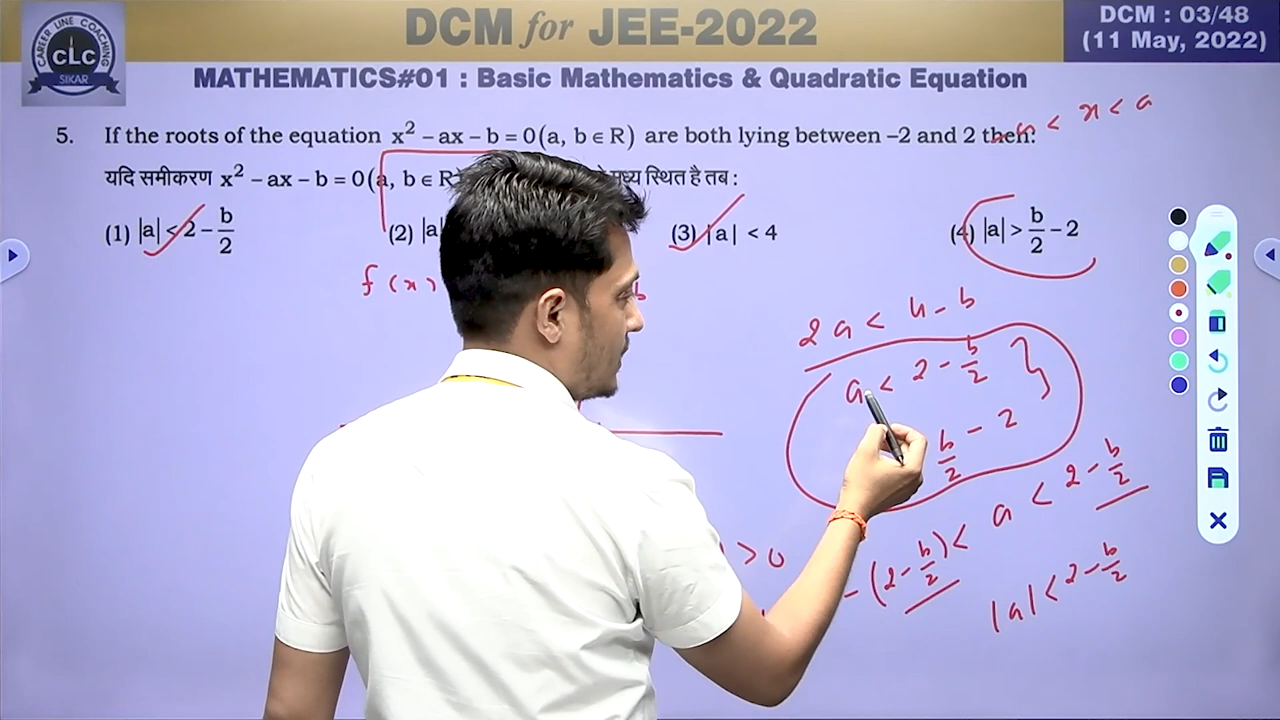 DCM for JEE-2022
DCM : 03/48
(11 May, 2022)
CAREER LINE COACHING
CLC
SIKAR
MATHEMATICS#01 : Basic Mathematics & Quadratic Equation
5. If the roots of the equation x² – ax – b = 0 (a, b ∈ R) are both lying between –2 and 2 then:
< x < a
यदि समीकरण x² – ax – b = 0 (a, b ∈ R) मध्य स्थित है तब :
(1) |a| < 2 – b/2 (2) |a| (3) |a| < 4 (4) |a| > b/2 – 2
f(x) b
2a < 4 - b
a < 2 - b/2
b/2 - 2
-(2 - b/2) < a < 2 - b/2
> 0
|a| < 2 - b/2